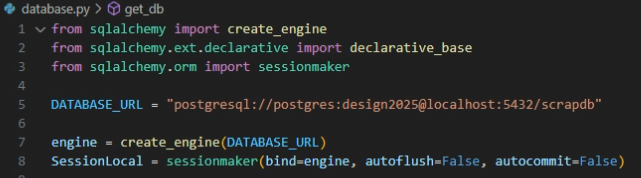 database.py > get_db
1 from sqlalchemy import create_engine
2 from sqlalchemy.ext.declarative import declarative_base
3 from sqlalchemy.orm import sessionmaker
4
5 DATABASE_URL = "postgresql://postgres:design2025@localhost:5432/scrapdb"
6
7 engine = create_engine(DATABASE_URL)
8 SessionLocal = sessionmaker(bind=engine, autoflush=False, autocommit=False)